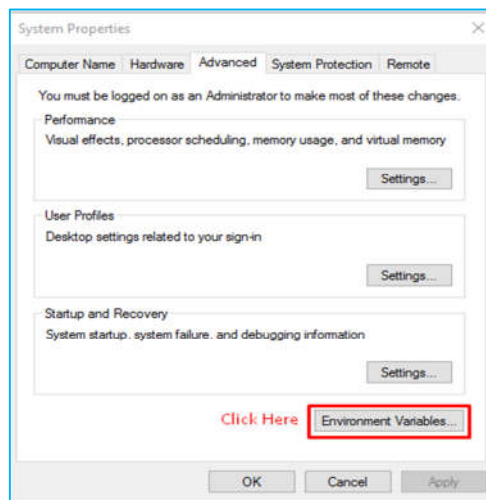 System Properties
Computer Name Hardware Advanced System Protection Remote
You must be logged on as an Administrator to make most of these changes.
Performance
Visual effects, processor scheduling, memory usage, and virtual memory
Settings...
User Profiles
Desktop settings related to your sign-in
Settings...
Startup and Recovery
System startup, system failure, and debugging information
Settings...
Click Here Environment Variables...
OK Cancel Apply